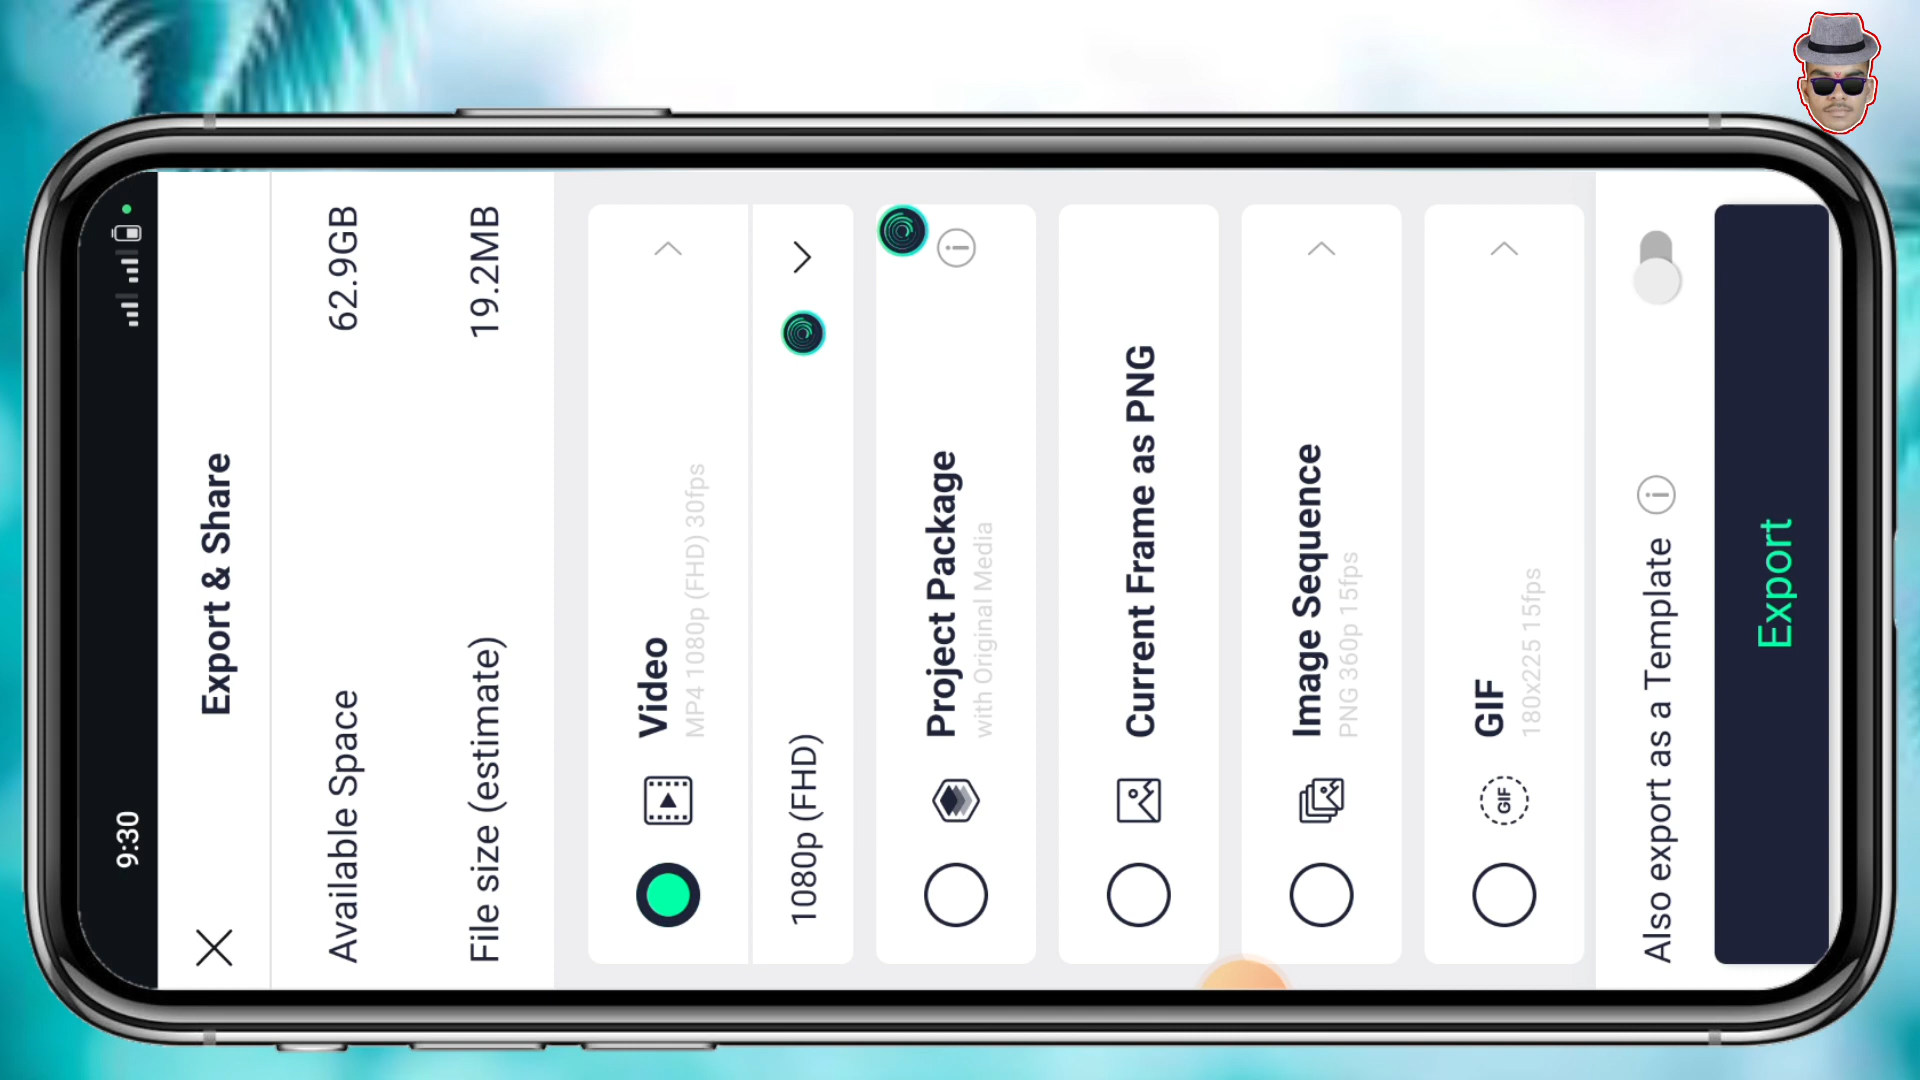 9:30
Export & Share
Available Space 62.9GB
File size (estimate) 19.2MB
Video
MP4 1080p (FHD) 30fps
1080p (FHD)
Project Package
with Original Media
Current Frame as PNG
Image Sequence
PNG 360p 15fps
GIF
GIF
180x225 15fps
Also export as a Template
Export